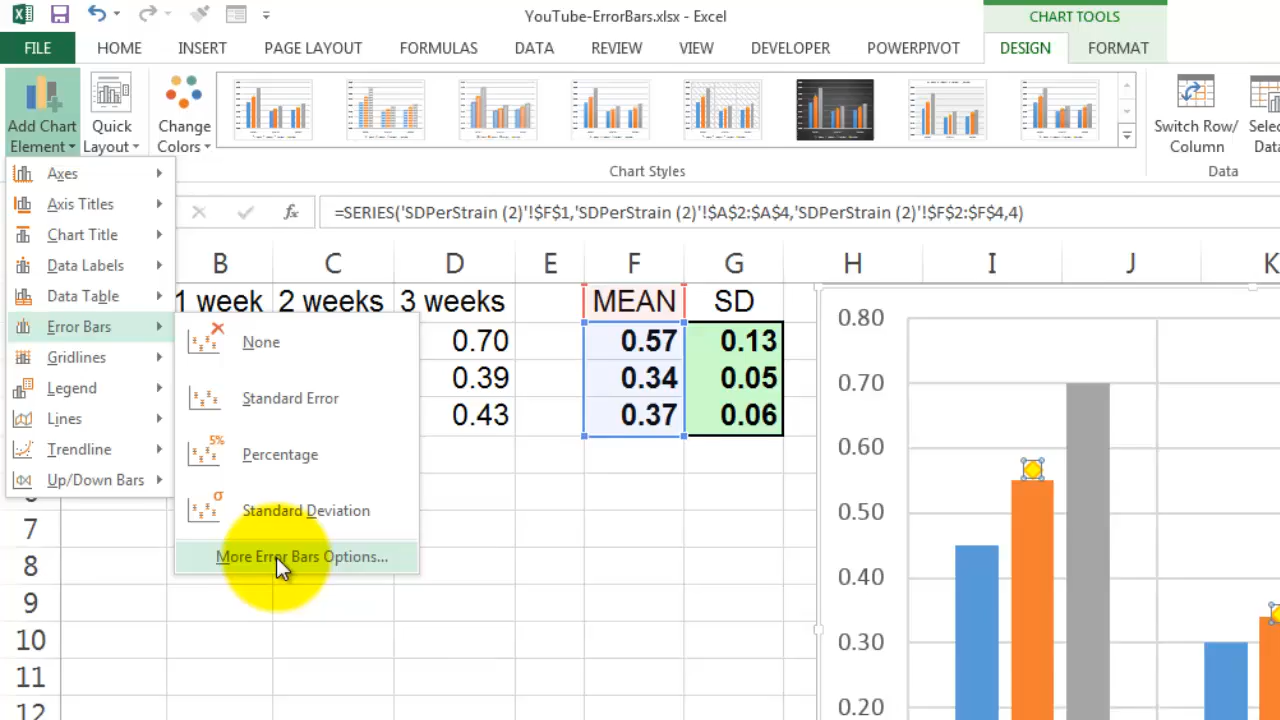 YouTube-ErrorBars.xlsx - Excel
CHART TOOLS
FILE HOME INSERT PAGE LAYOUT FORMULAS DATA REVIEW VIEW DEVELOPER POWERPIVOT DESIGN FORMAT
Add Chart Element
Quick Layout
Change Colors
Switch Row/ Column
Chart Styles
Data
fx =SERIES('SDPerStrain (2)'!$F$1,'SDPerStrain (2)'!$A$2:$A$4,'SDPerStrain (2)'!$F$2:$F$4,4)
Axes
Axis Titles
Chart Title
Data Labels
Data Table
Error Bars
Gridlines
Legend
Lines
Trendline
Up/Down Bars
None
Standard Error
5%
Percentage
σ
Standard Deviation
More Error Bars Options...
B C D E F G H I J K
1 week 2 weeks 3 weeks MEAN SD
0.70 0.57 0.13
0.39 0.34 0.05
0.43 0.37 0.06
7
8
9
10
11
12
0.80
0.70
0.60
0.50
0.40
0.30
0.20